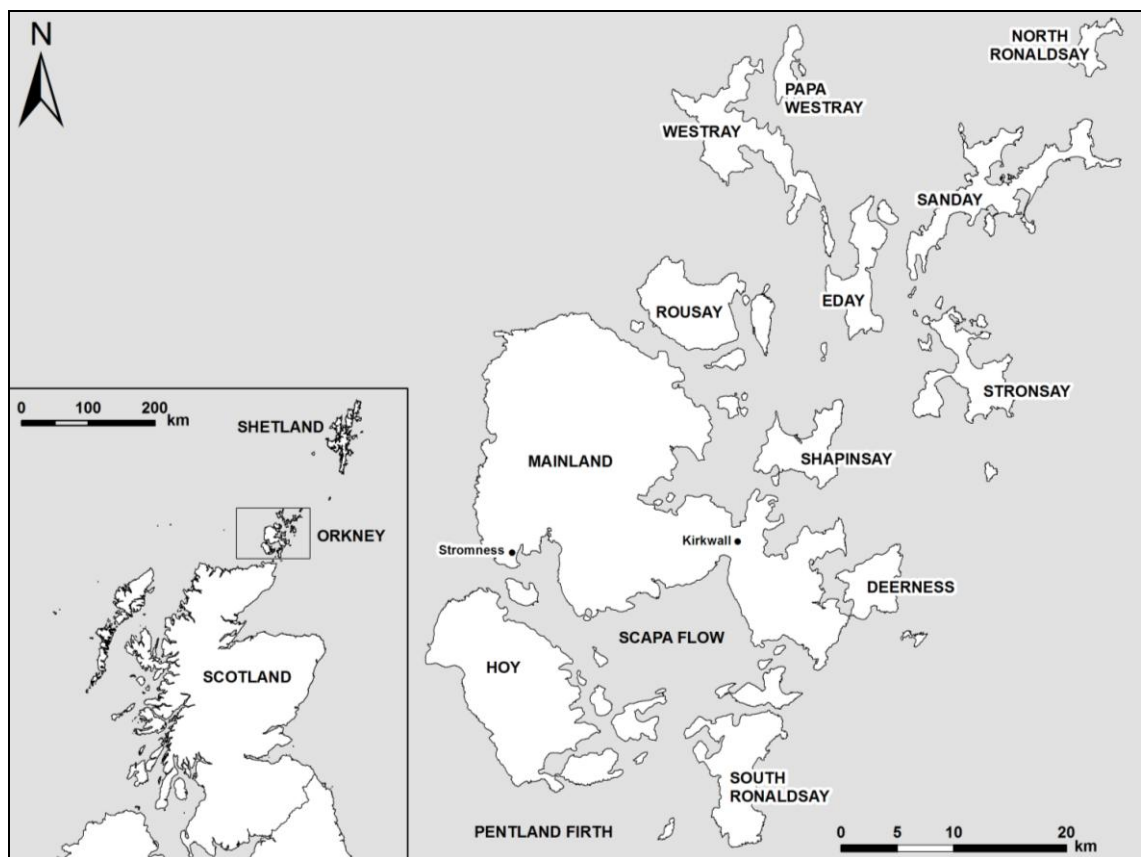 N
NORTH
RONALDSAY
PAPA
WESTRAY
WESTRAY
SANDAY
EDAY
ROUSAY
STRONSAY
0 100 200
km
SHETLAND
MAINLAND
SHAPINSAY
ORKNEY
Stromness
Kirkwall
DEERNESS
SCAPA FLOW
SCOTLAND
HOY
SOUTH
RONALDSAY
PENTLAND FIRTH
0 5 10 20
km